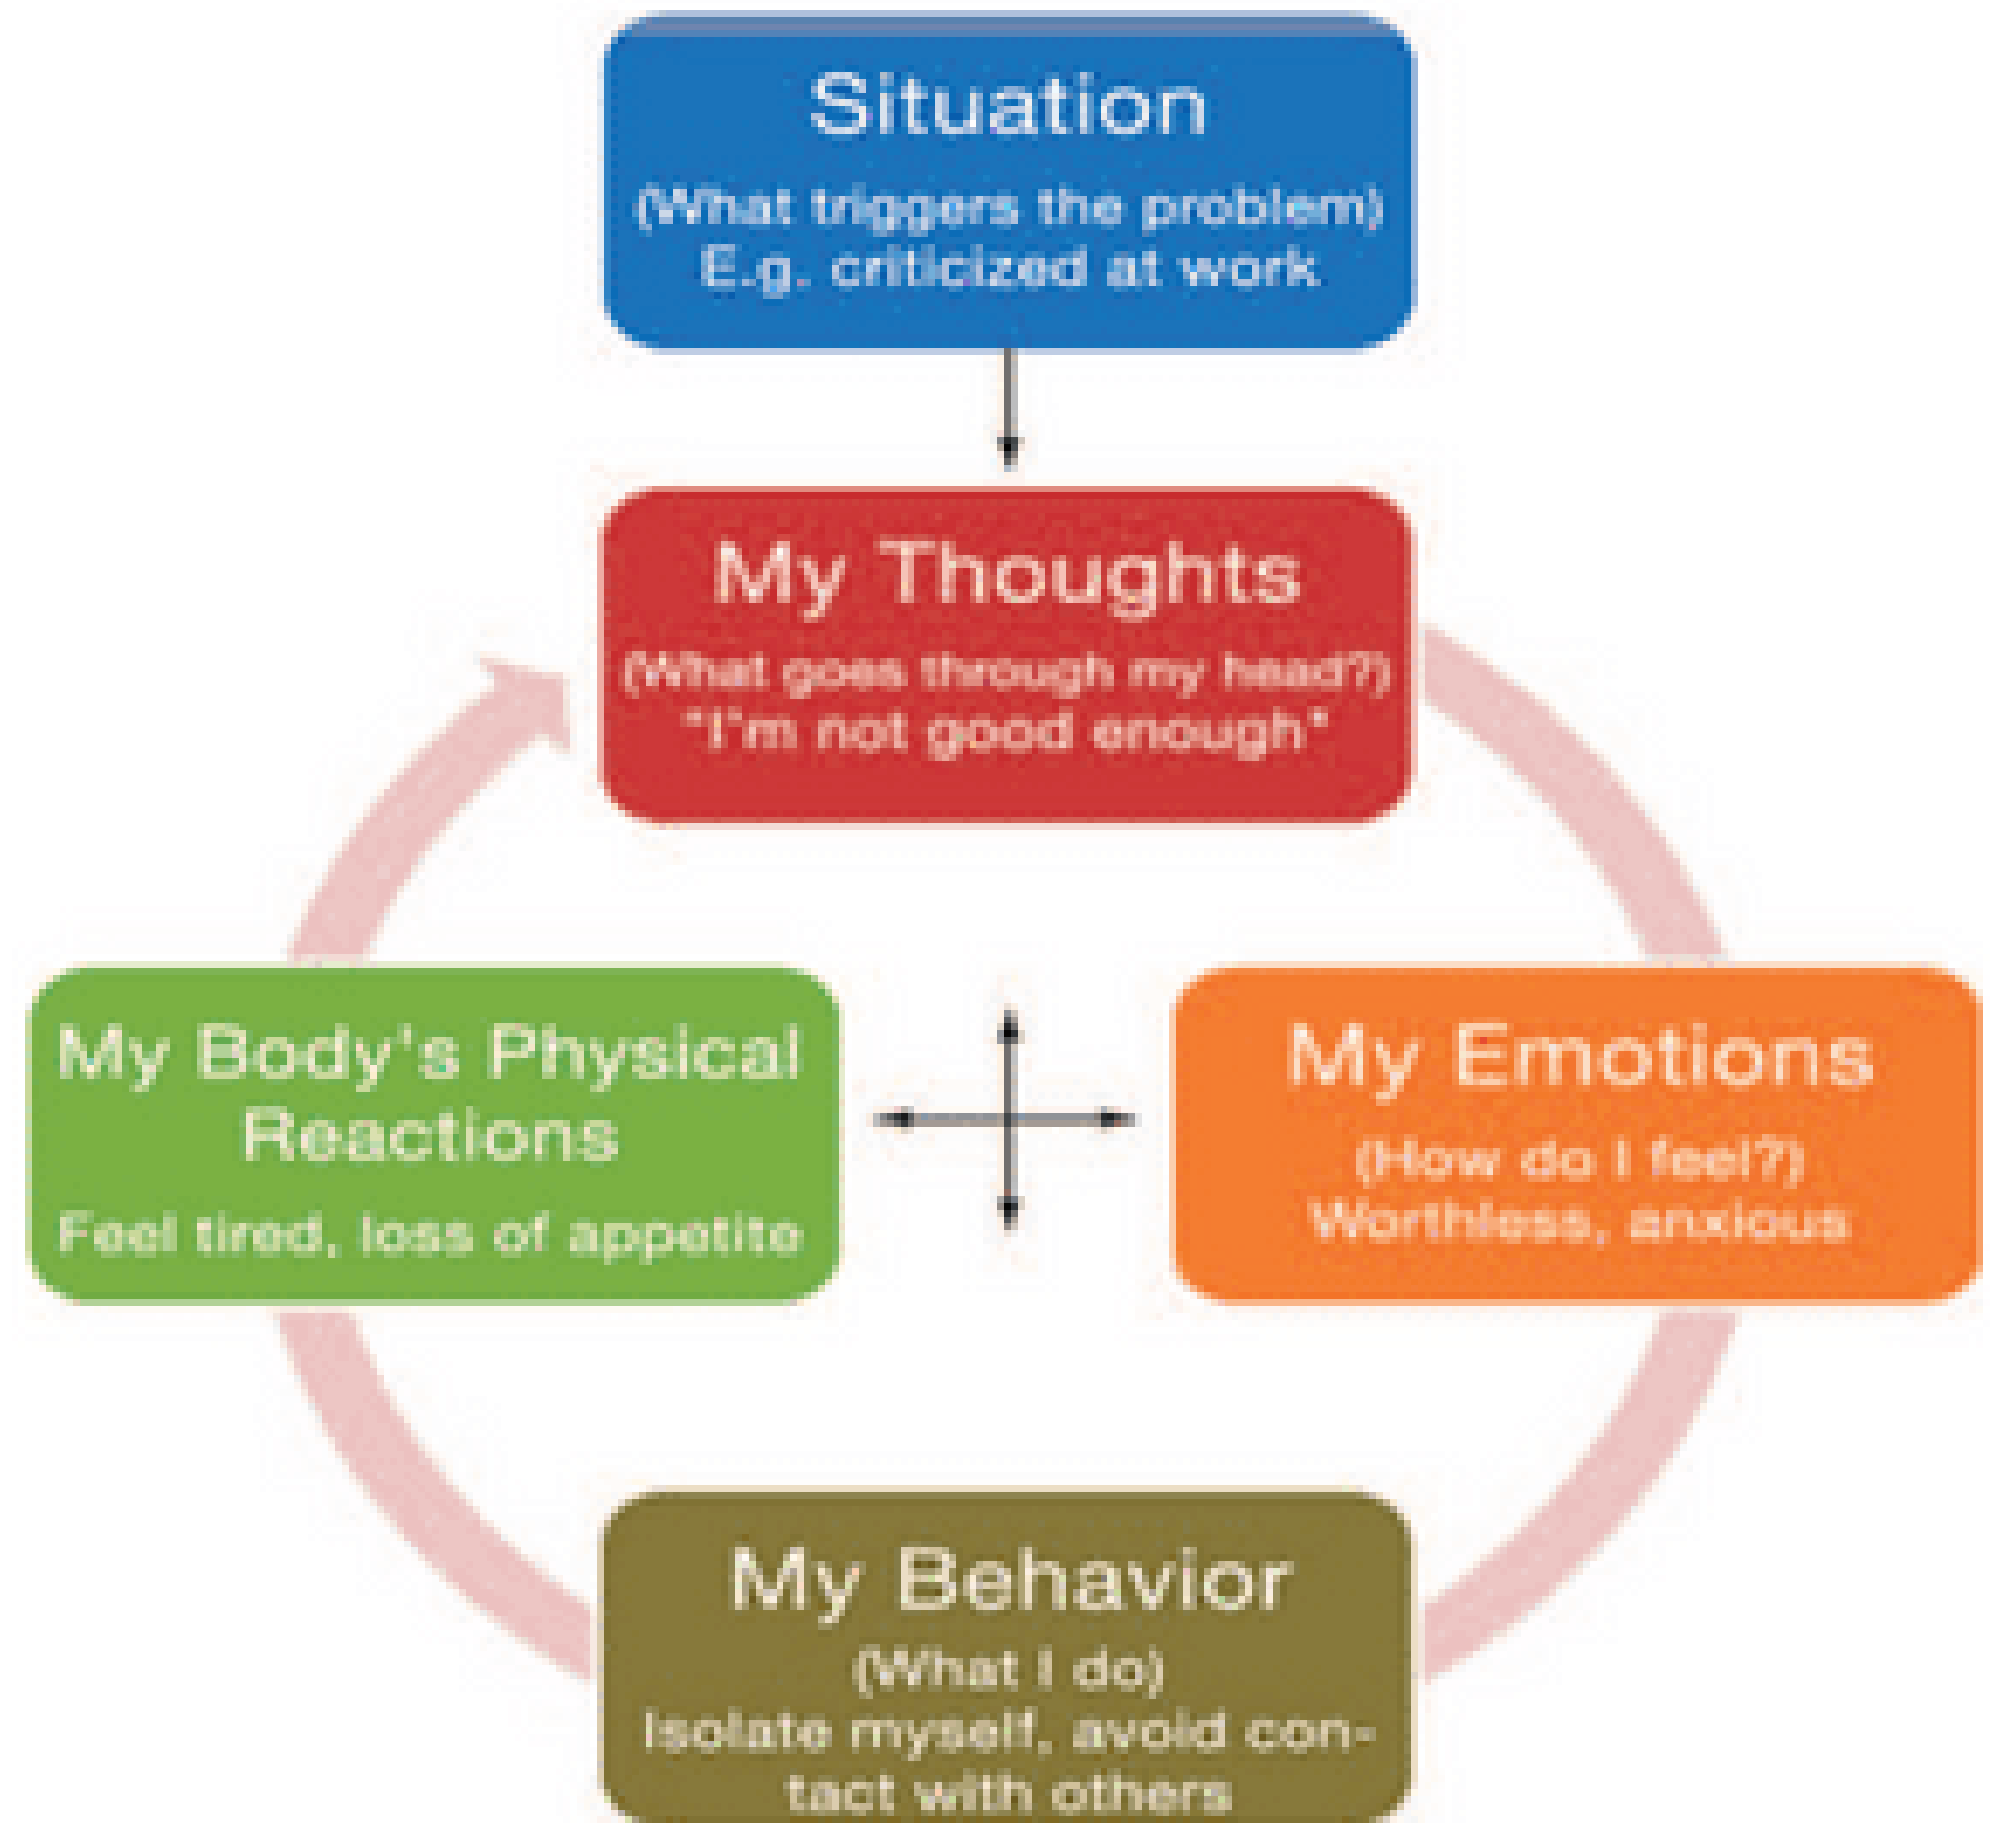 Situation
(What triggers the problem)
E.g. criticized at work
My Thoughts
(What goes through my head?)
"I'm not good enough"
My Body's Physical
Reactions
Feel tired, loss of appetite
My Emotions
(How do I feel?)
Worthless, anxious
My Behavior
(What I do)
Isolate myself, avoid con-
tact with others